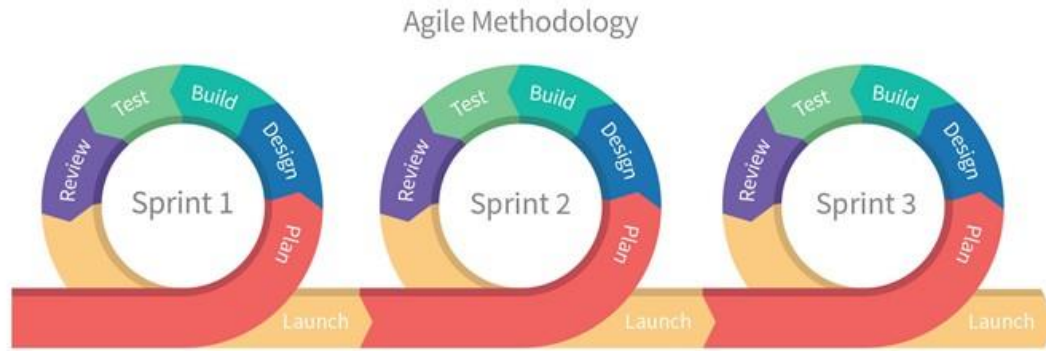 Agile Methodology
Sprint 1
Plan
Design
Build
Test
Review
Launch
Sprint 2
Plan
Design
Build
Test
Review
Launch
Sprint 3
Plan
Design
Build
Test
Review
Launch